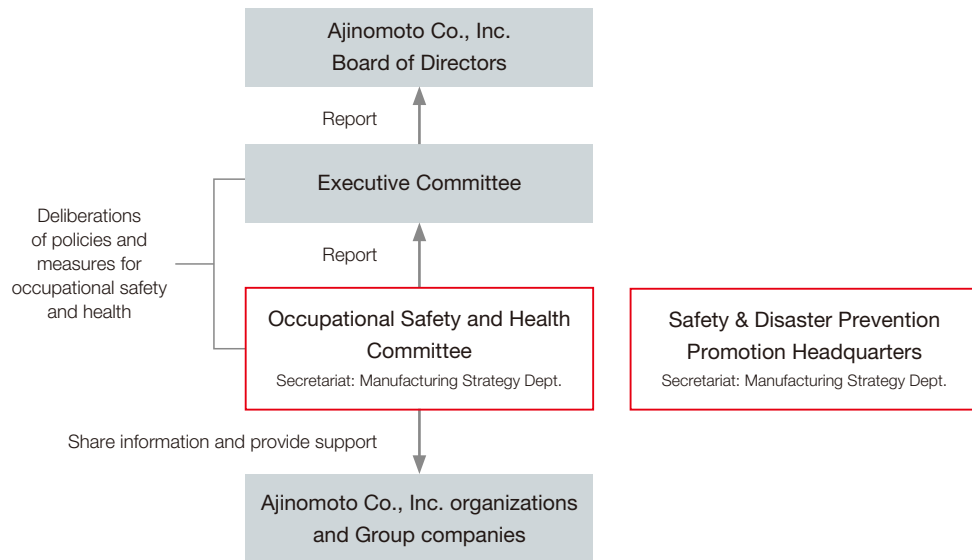 Ajinomoto Co., Inc.
Board of Directors
Report
Executive Committee
Deliberations
of policies and
measures for
occupational safety
and health
Report
Occupational Safety and Health
Committee
Secretariat: Manufacturing Strategy Dept.
Safety & Disaster Prevention
Promotion Headquarters
Secretariat: Manufacturing Strategy Dept.
Share information and provide support
Ajinomoto Co., Inc. organizations
and Group companies